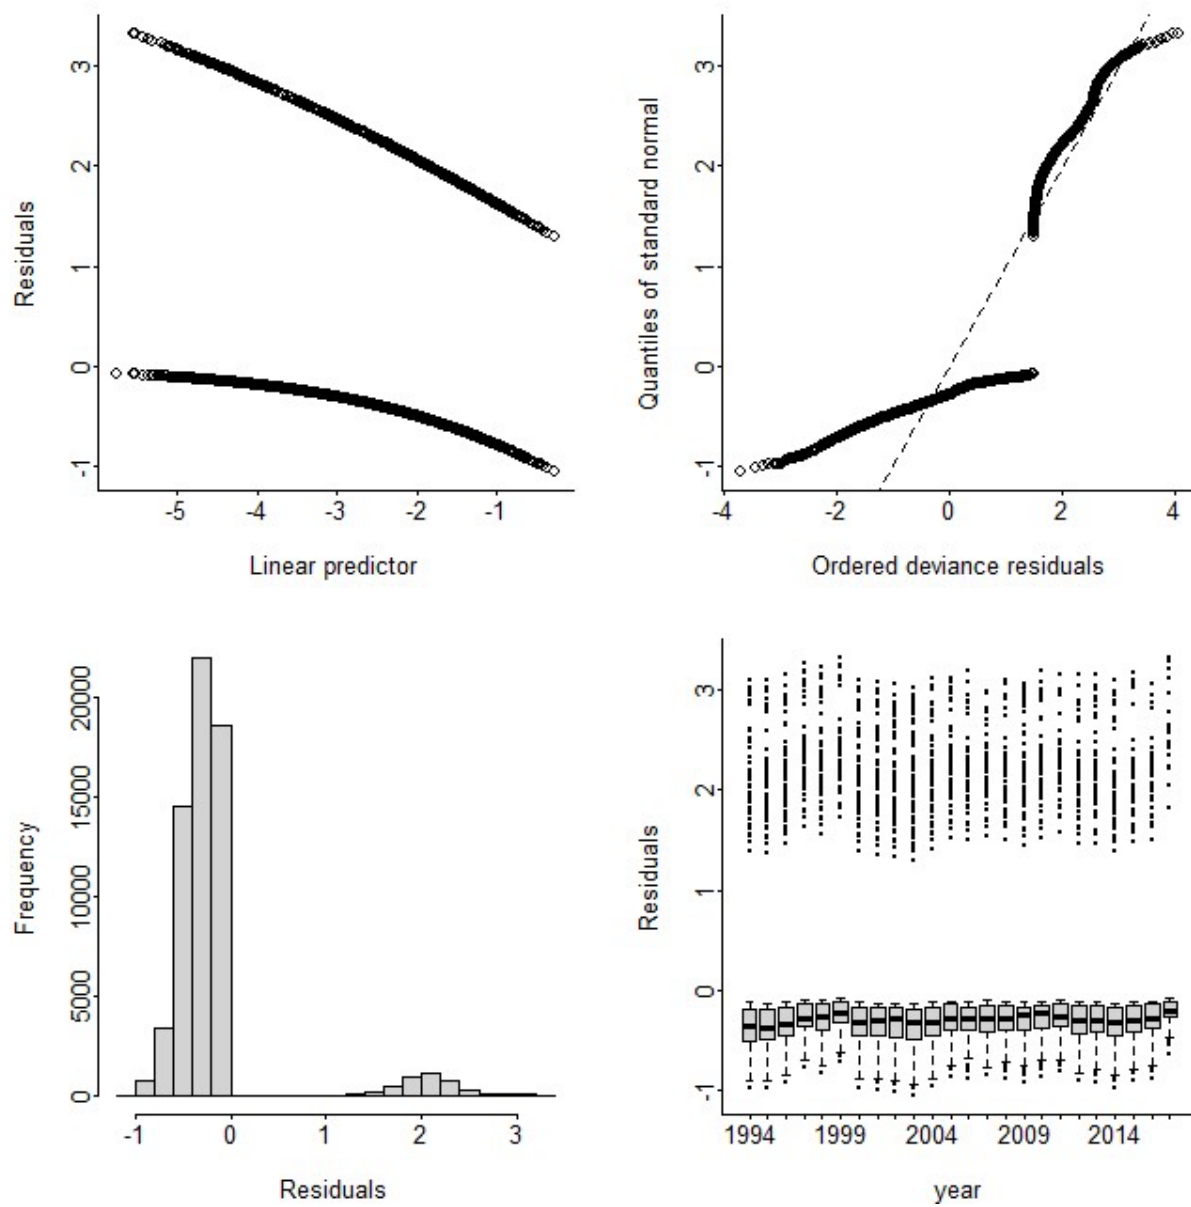 Residuals
3
2
1
0
-1
-5 -4 -3 -2 -1
Linear predictor
Quantiles of standard normal
3
2
1
0
-1
-4 -2 0 2 4
Ordered deviance residuals
Frequency
20000
15000
10000
5000
0
-1 0 1 2 3
Residuals
Residuals
3
2
1
0
-1
1994 1999 2004 2009 2014
year